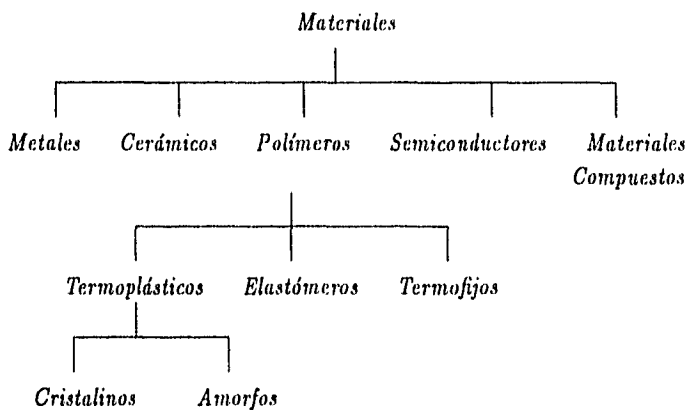 Materiales
Metales Cerámicos Polímeros Semiconductores Materiales
Compuestos
Termoplásticos Elastómeros Termofijos
Cristalinos Amorfos